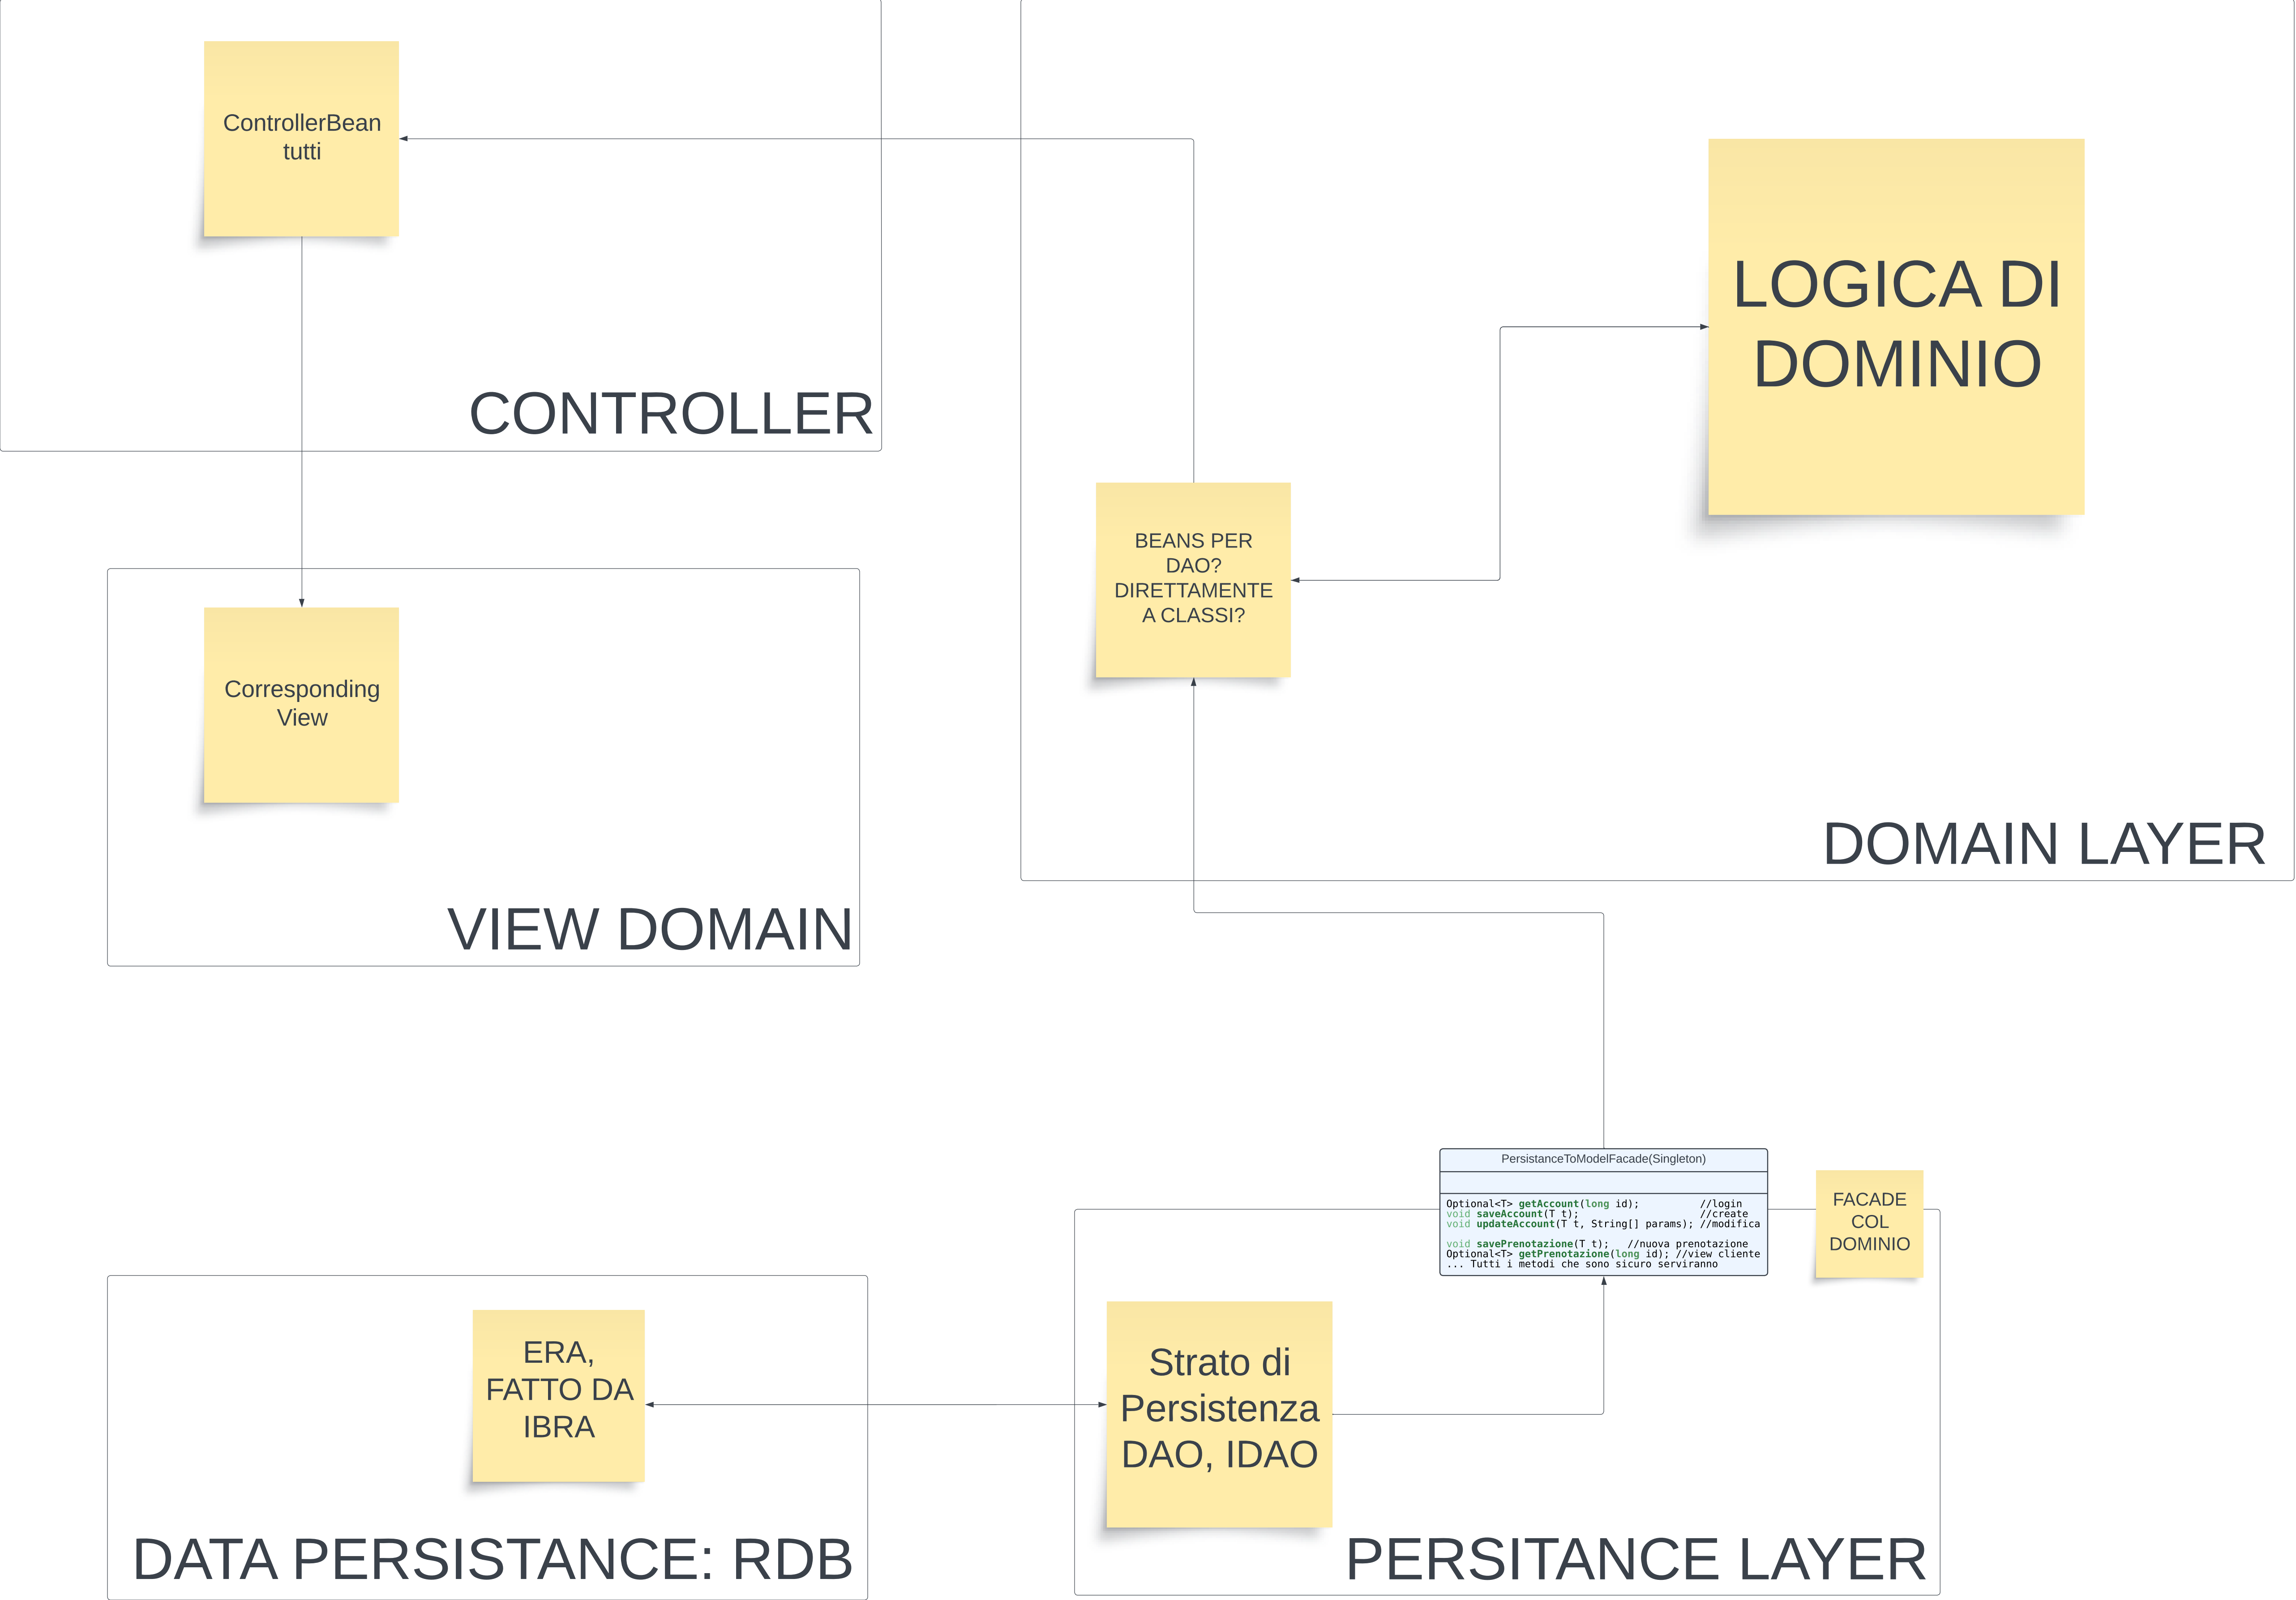 ControllerBean
tutti
CONTROLLER
LOGICA DI
DOMINIO
BEANS PER
DAO?
DIRETTAMENTE
A CLASSI?
DOMAIN LAYER
Corresponding
View
VIEW DOMAIN
PersistanceToModelFacade(Singleton)
Optional<T> getAccount(long id); //login
void saveAccount(T t); //create
void updateAccount(T t, String[] params); //modifica
void savePrenotazione(T t); //nuova prenotazione
Optional<T> getPrenotazione(long id); //view cliente
... Tutti i metodi che sono sicuro serviranno
FACADE
COL
DOMINIO
ERA,
FATTO DA
IBRA
DATA PERSISTANCE: RDB
Strato di
Persistenza
DAO, IDAO
PERSITANCE LAYER